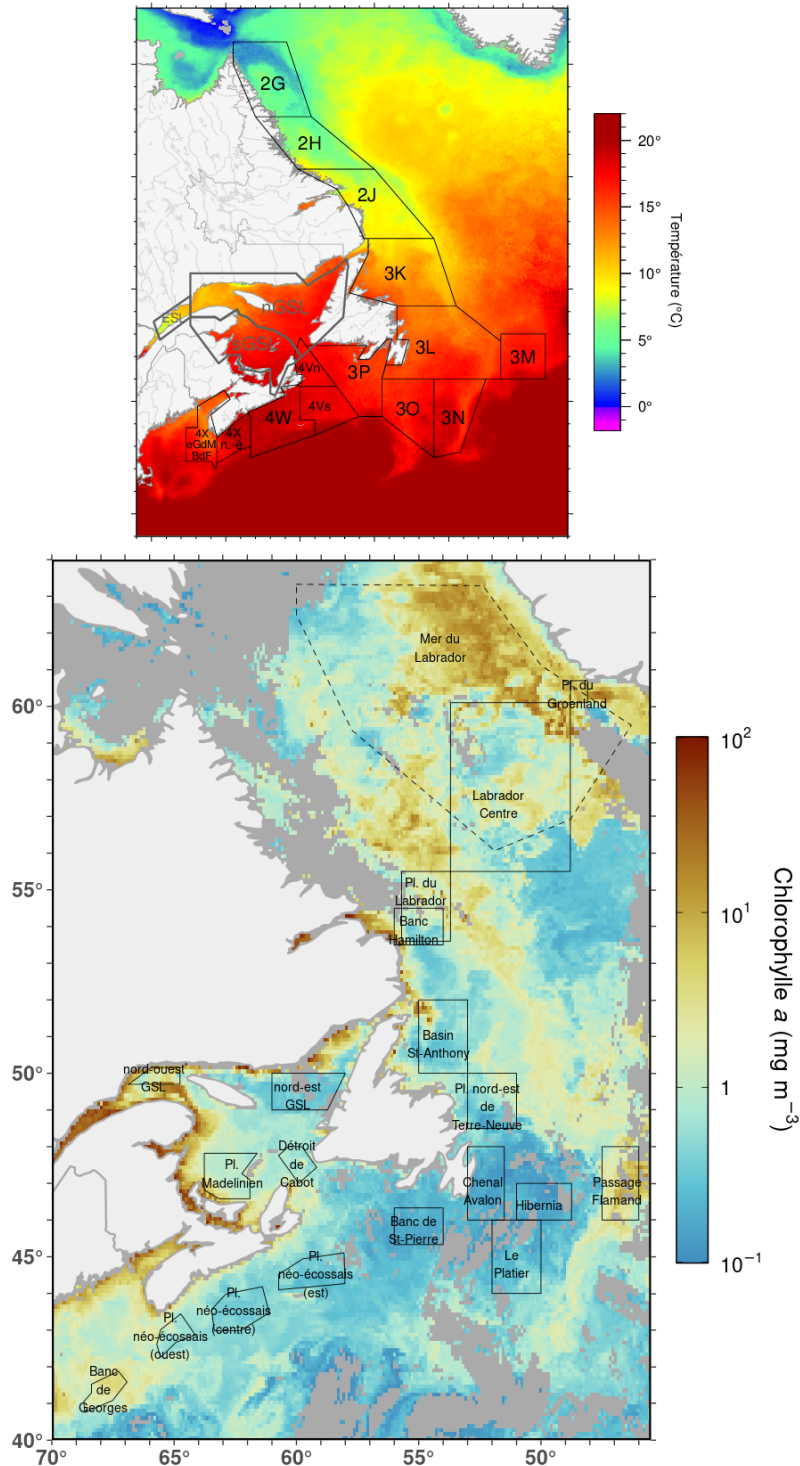 2G
2H
2J
3K
nGSL
ESL
sGSL
3L
3M
4Vn
3P
4Vs
4W
3O
3N
4X
eGdM
BdF
4X
n.-é.
20°
15°
10°
5°
0°
Température (°C)
Mer du
Labrador
Pl. du
Groenland
Labrador
Centre
Pl. du
Labrador
Banc
Hamilton
Basin
St-Anthony
nord-ouest
GSL
nord-est
GSL
Pl. nord-est
de
Terre-Neuve
Détroit
de
Cabot
Pl.
Madelinien
Chenal
Avalon
Hibernia
Passage
Flamand
Banc de
St-Pierre
Le
Platier
Pl.
néo-écossais
(est)
Pl.
néo-écossais
(centre)
Pl.
néo-écossais
(ouest)
Banc
de
Georges
60°
55°
50°
45°
40°
70
65
60
55
50
10²
10¹
1
10⁻¹
Chlorophylle a (mg m⁻³)